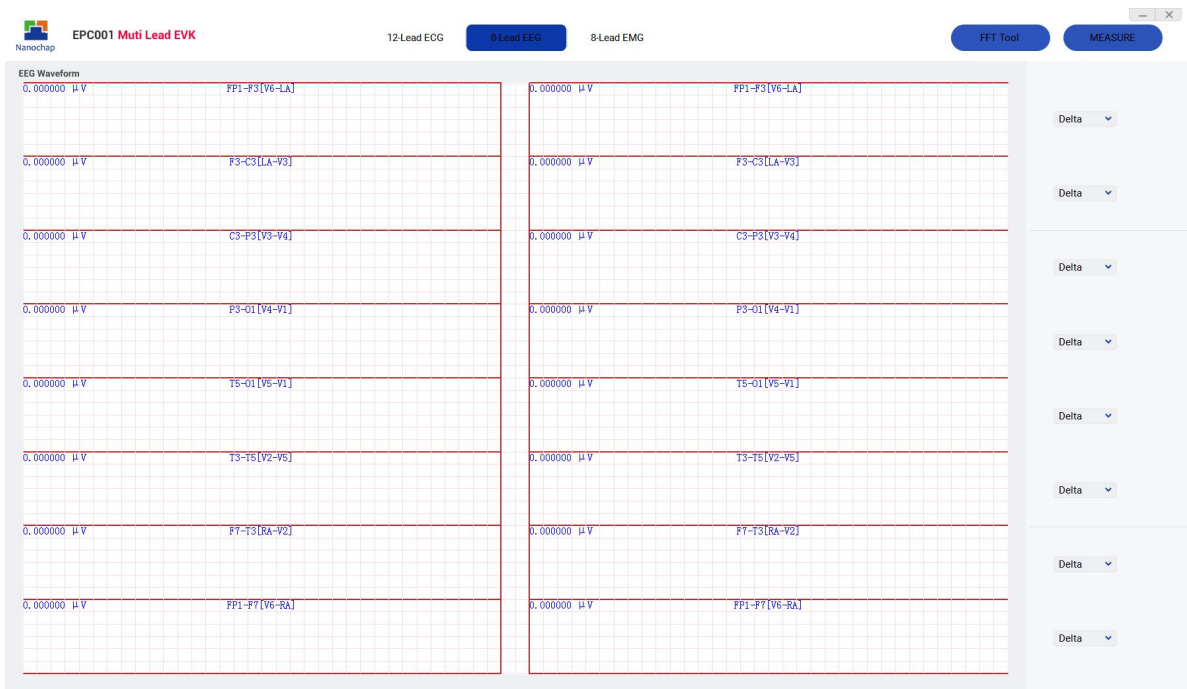 Nanochap
EPC001 Muti Lead EVK
12-Lead ECG
8-Lead EEG
8-Lead EMG
FFT Tool
MEASURE
EEG Waveform
0.000000 μV FP1-F3[V6-LA] 0.000000 μV FP1-F3[V6-LA]
Delta
0.000000 μV F3-C3[LA-V3] 0.000000 μV F3-C3[LA-V3]
Delta
0.000000 μV C3-P3[V3-V4] 0.000000 μV C3-P3[V3-V4]
Delta
0.000000 μV P3-O1[V4-V1] 0.000000 μV P3-O1[V4-V1]
Delta
0.000000 μV T5-O1[V5-V1] 0.000000 μV T5-O1[V5-V1]
Delta
0.000000 μV T3-T5[V2-V5] 0.000000 μV T3-T5[V2-V5]
Delta
0.000000 μV F7-T3[RA-V2] 0.000000 μV F7-T3[RA-V2]
Delta
0.000000 μV FP1-F7[V6-RA] 0.000000 μV FP1-F7[V6-RA]
Delta